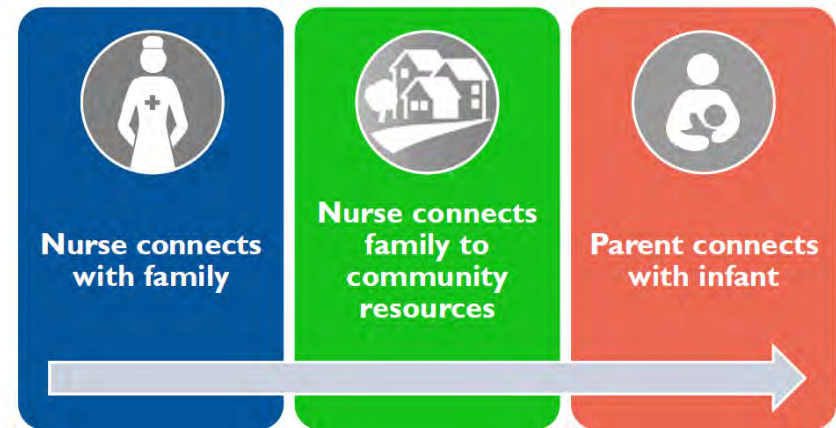 Nurse connects
with family
Nurse connects
family to
community
resources
Parent connects
with infant